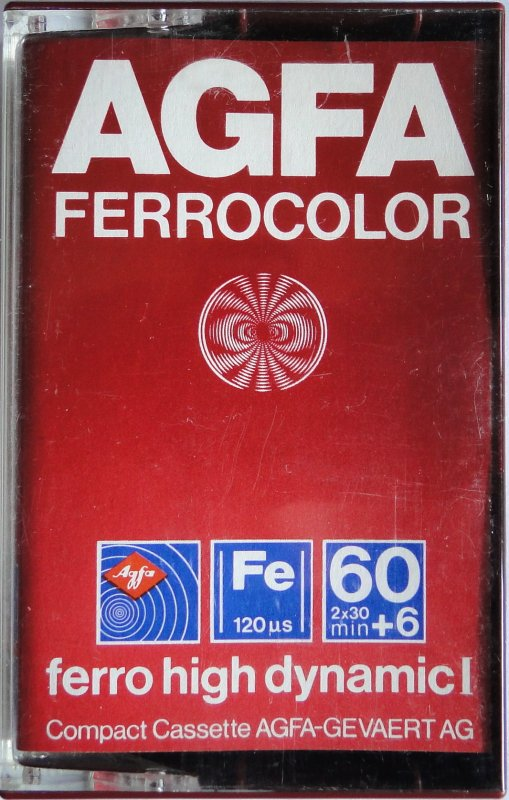 AGFA
FERROCOLOR
Agfa
Fe
120 µs
60
2x30
min +6
ferro high dynamic I
Compact Cassette AGFA-GEVAERT AG